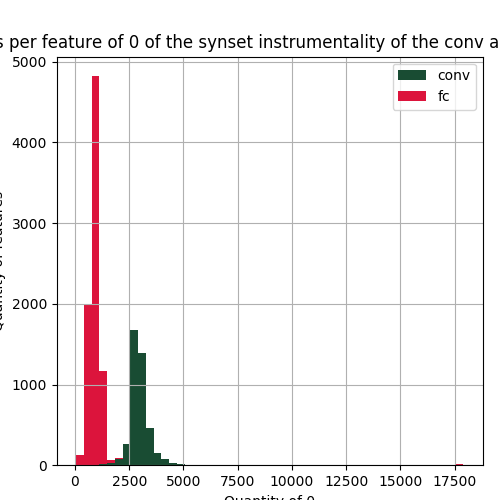 s per feature of 0 of the synset instrumentality of the conv a
conv
fc
5000
4000
3000
2000
1000
0
Quantity of features
0 2500 5000 7500 10000 12500 15000 17500
Quantity of 0